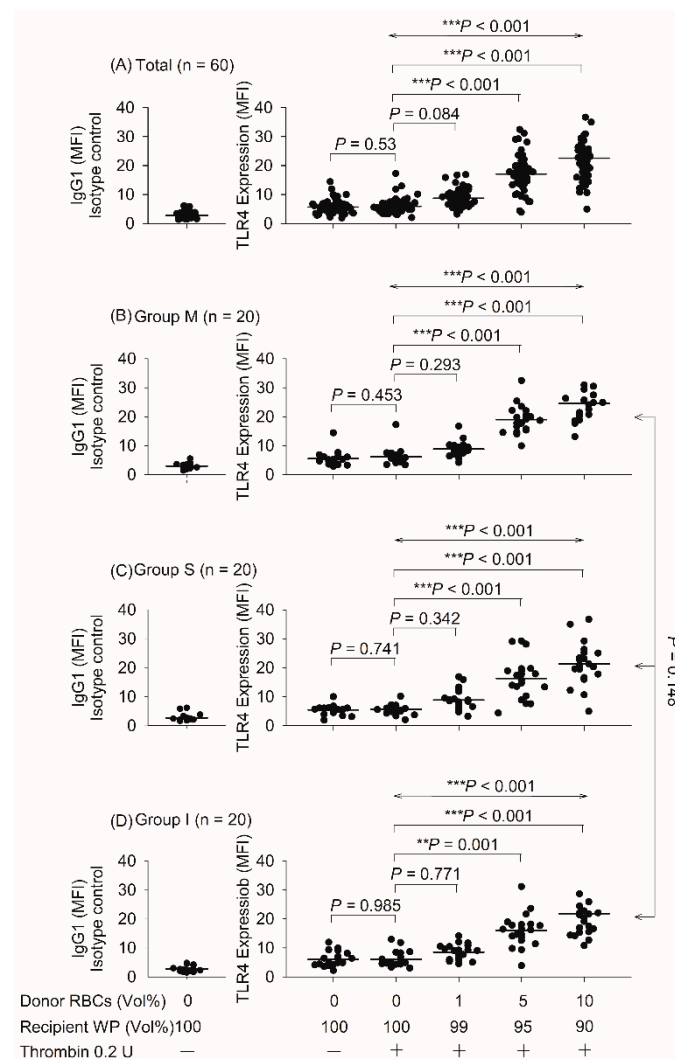 ***P < 0.001
(A) Total (n = 60)
***P < 0.001
***P < 0.001
P = 0.084
P = 0.53
IgG1 (MFI)
Isotype control
40
30
20
10
0
TLR4 Expression (MFI)
40
30
20
10
0
***P < 0.001
(B) Group M (n = 20)
***P < 0.001
***P < 0.001
P = 0.293
P = 0.453
IgG1 (MFI)
Isotype control
40
30
20
10
0
TLR4 Expression (MFI)
40
30
20
10
0
***P < 0.001
(C) Group S (n = 20)
***P < 0.001
***P < 0.001
P = 0.342
P = 0.741
IgG1 (MFI)
Isotype control
40
30
20
10
0
TLR4 Expression (MFI)
40
30
20
10
0
P = 0.148
***P < 0.001
(D) Group I (n = 20)
***P < 0.001
**P = 0.001
P = 0.771
P = 0.985
IgG1 (MFI)
Isotype control
40
30
20
10
0
TLR4 Expressiob (MFI)
40
30
20
10
0
Donor RBCs (Vol%) 0 0 0 1 5 10
Recipient WP (Vol%)100 100 100 99 95 90
Thrombin 0.2 U − − + + + +